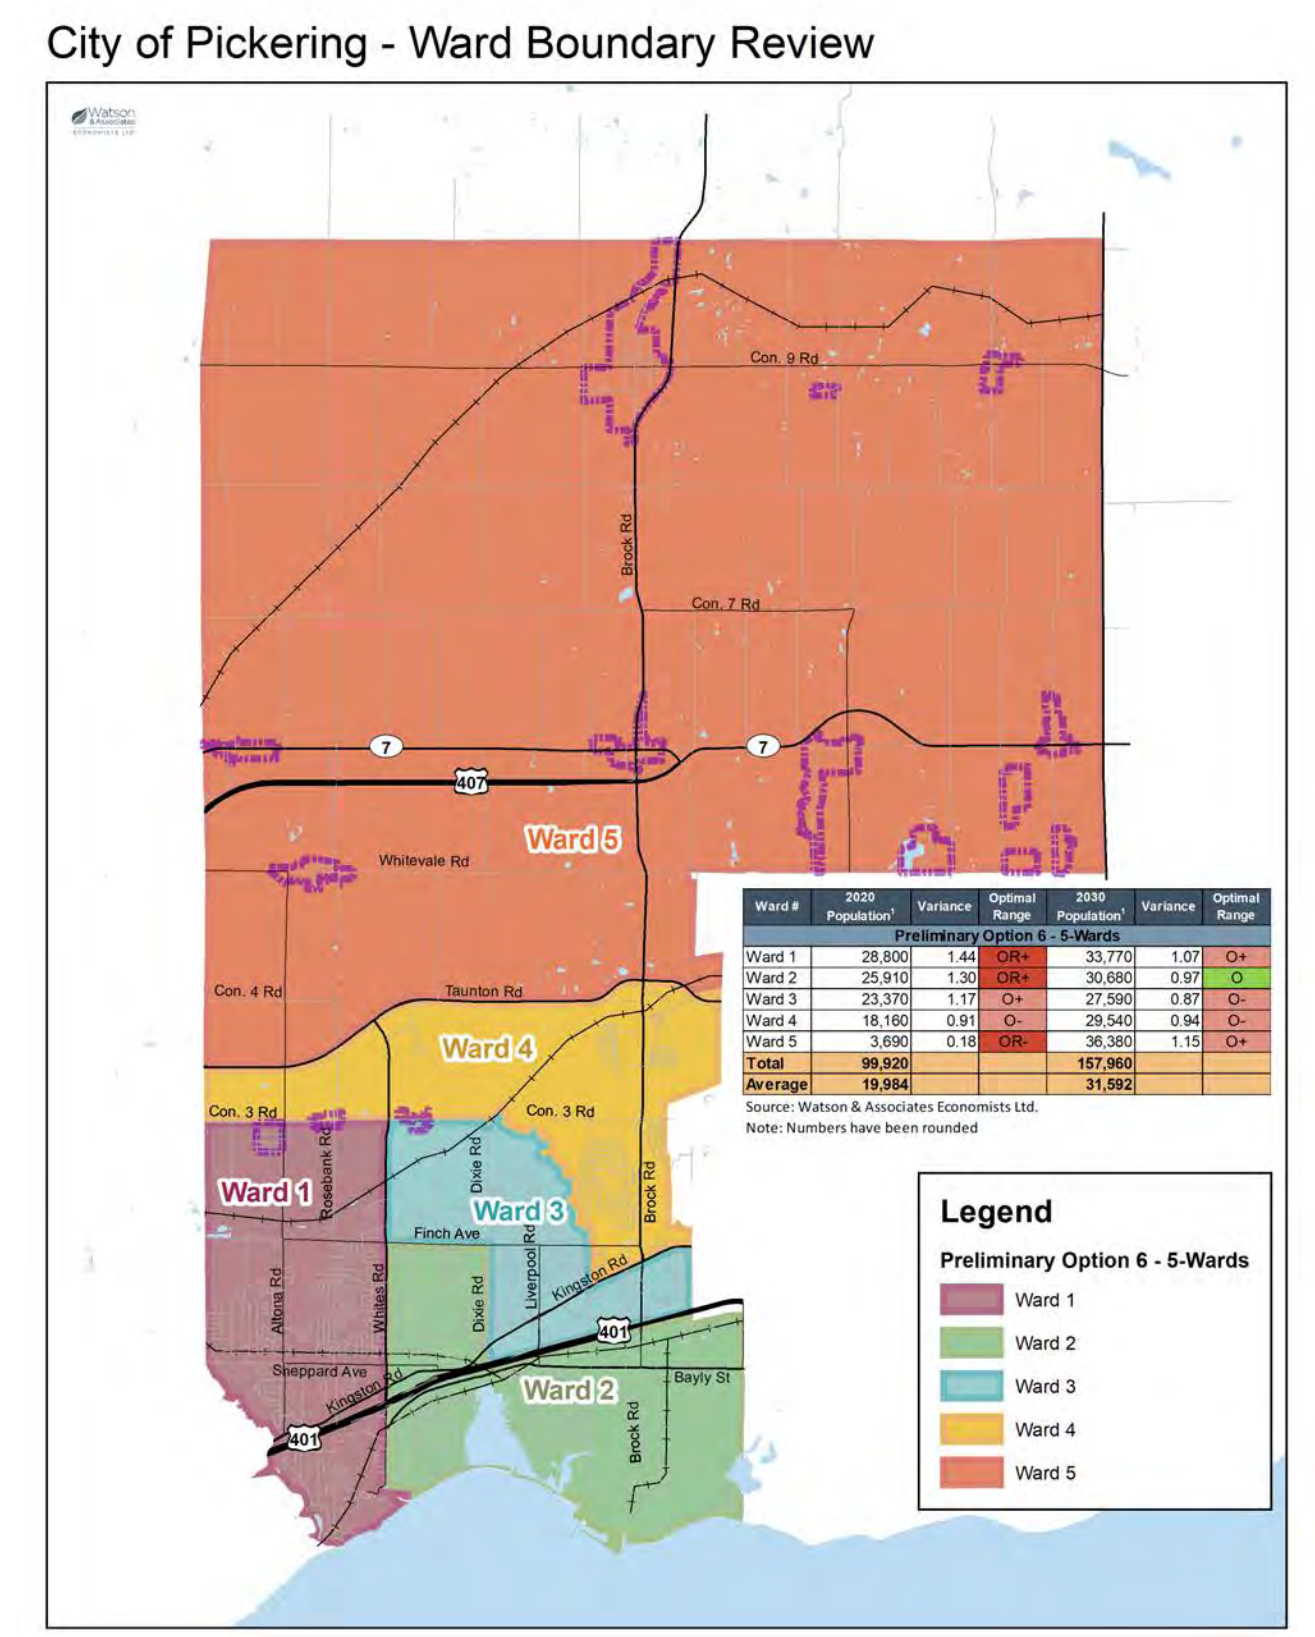 City of Pickering - Ward Boundary Review
Watson
& Associates
ECONOMISTS LTD.
Con. 9 Rd
Brock Rd
Con. 7 Rd
7
7
407
Ward 5
Whitevale Rd
Con. 4 Rd
Taunton Rd
Ward 4
Con. 3 Rd
Con. 3 Rd
Rosebank Rd
Dixie Rd
Brock Rd
Ward 1
Ward 3
Finch Ave
Liverpool Rd
Kingston Rd
Altona Rd
Whites Rd
Dixie Rd
401
Sheppard Ave
Kingston Rd
Ward 2
Bayly St
Brock Rd
401
Ward # 2020 Population¹ Variance Optimal Range 2030 Population¹ Variance Optimal Range
Preliminary Option 6 - 5-Wards
Ward 1 28,800 1.44 OR+ 33,770 1.07 O+
Ward 2 25,910 1.30 OR+ 30,680 0.97 O
Ward 3 23,370 1.17 O+ 27,590 0.87 O-
Ward 4 18,160 0.91 O- 29,540 0.94 O-
Ward 5 3,690 0.18 OR- 36,380 1.15 O+
Total 99,920 157,960
Average 19,984 31,592
Source: Watson & Associates Economists Ltd.
Note: Numbers have been rounded
Legend
Preliminary Option 6 - 5-Wards
Ward 1
Ward 2
Ward 3
Ward 4
Ward 5